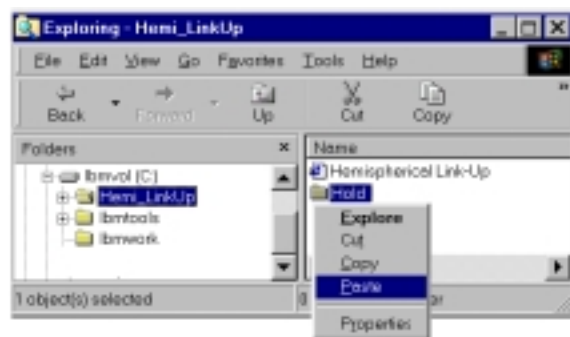 Exploring - Hemi_LinkUp
File Edit View Go Favorites Tools Help
Back Forward Up Cut Copy
Folders
Name
Ibmvol (C)
Hemi_LinkUp
Ibmtools
Ibmwork
Hemispherical Link-Up
Hold
Explore
Cut
Copy
Paste
Properties
1 object(s) selected